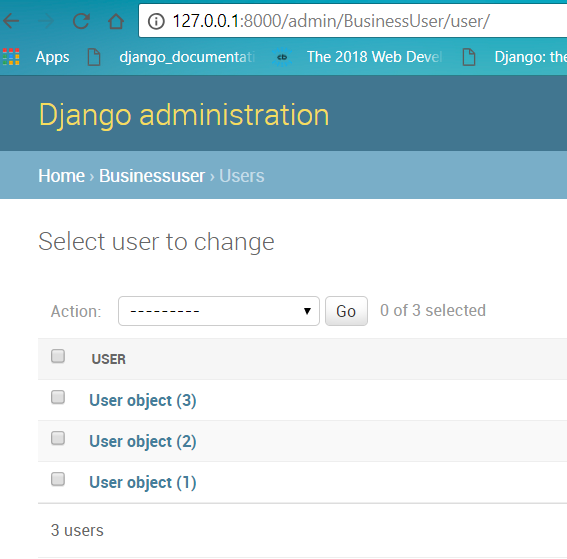 127.0.0.1:8000/admin/BusinessUser/user/
Apps django_documentati The 2018 Web Devel Django: the
Django administration
Home › Businessuser › Users
Select user to change
Action: --------- Go 0 of 3 selected
USER
User object (3)
User object (2)
User object (1)
3 users